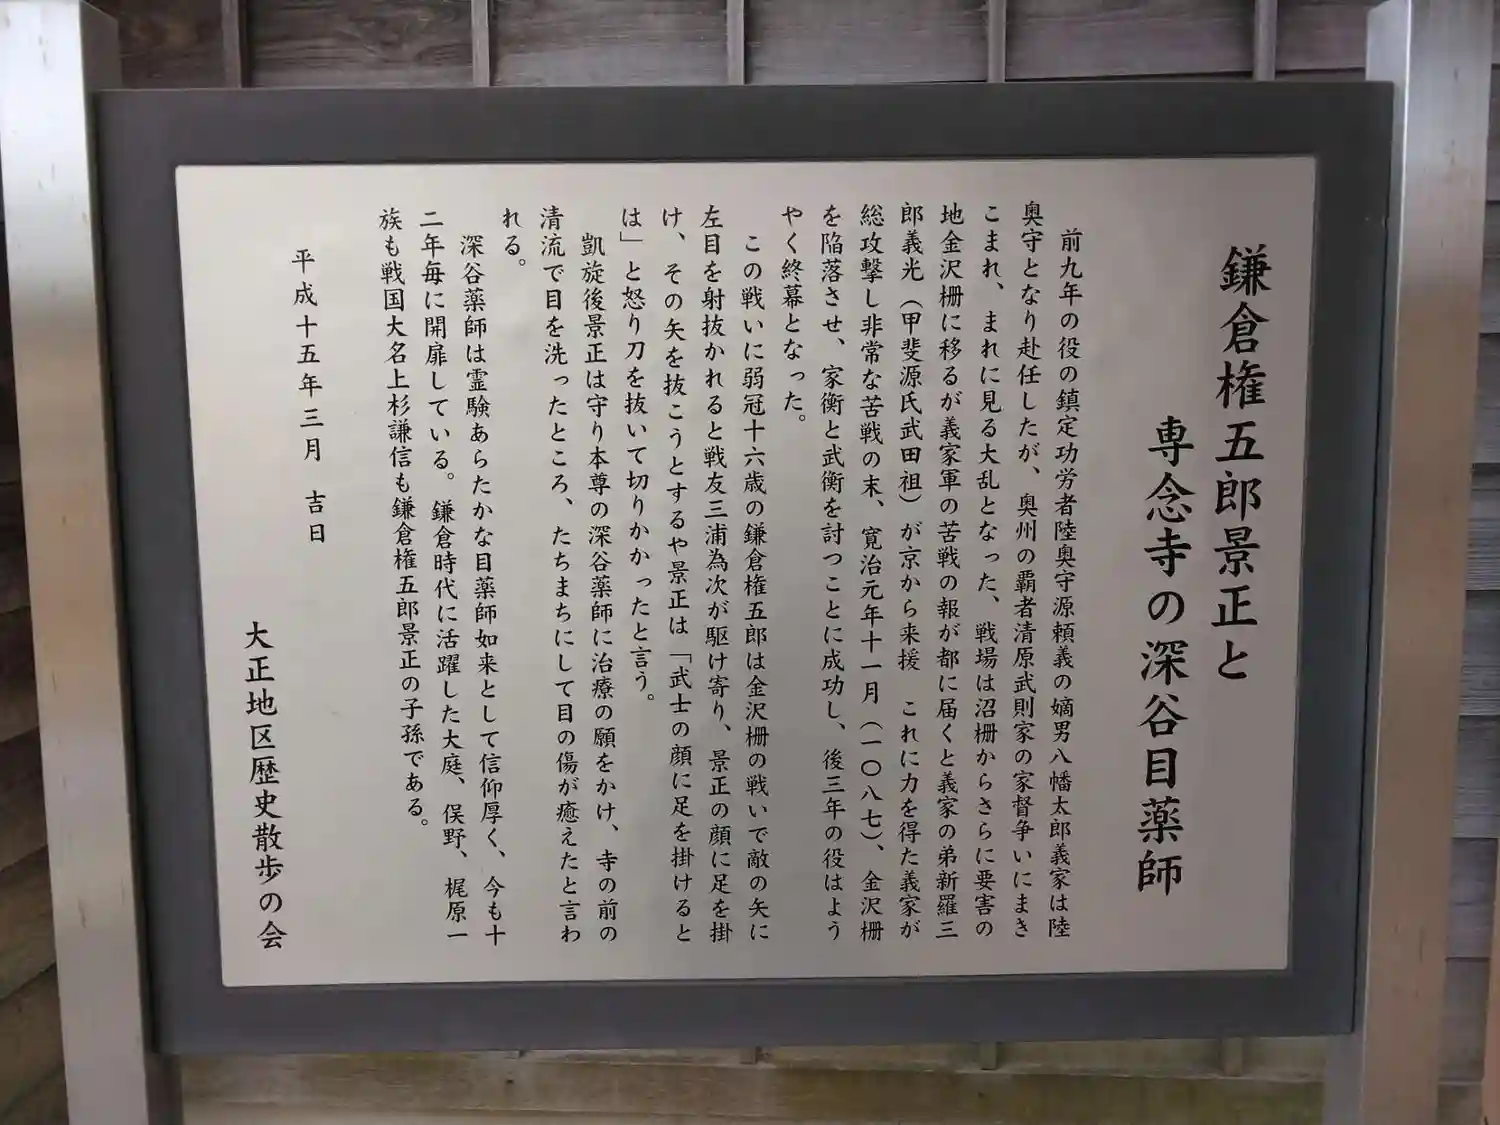 鎌倉権五郎景正と
専念寺の深谷目薬師
前九年の役の鎮定功労者陸奥守源頼義の嫡男八幡太郎義家は陸
奥守となり赴任したが、奥州の覇者清原武則家の家督争いにまき
こまれ、まれに見る大乱となった、戦場は沼柵からさらに要害の
地金沢柵に移るが義家軍の苦戦の報が都に届くと義家の弟新羅三
郎義光（甲斐源氏武田祖）が京から来援　これに力を得た義家が
総攻撃し非常な苦戦の末、寛治元年十一月（一〇八七）、金沢柵
を陥落させ、家衡と武衡を討つことに成功し、後三年の役はよう
やく終幕となった。
この戦いに弱冠十六歳の鎌倉権五郎は金沢柵の戦いで敵の矢に
左目を射抜かれると戦友三浦為次が駆け寄り、景正の顔に足を掛
け、その矢を抜こうとするや景正は「武士の顔に足を掛けると
は」と怒り刀を抜いて切りかかったと言う。
凱旋後景正は守り本尊の深谷薬師に治療の願をかけ、寺の前の
清流で目を洗ったところ、たちまちにして目の傷が癒えたと言わ
れる。
深谷薬師は霊験あらたかな目薬師如来として信仰厚く、今も十
二年毎に開扉している。鎌倉時代に活躍した大庭、俣野、梶原一
族も戦国大名上杉謙信も鎌倉権五郎景正の子孫である。
平成十五年三月　吉日
大正地区歴史散歩の会